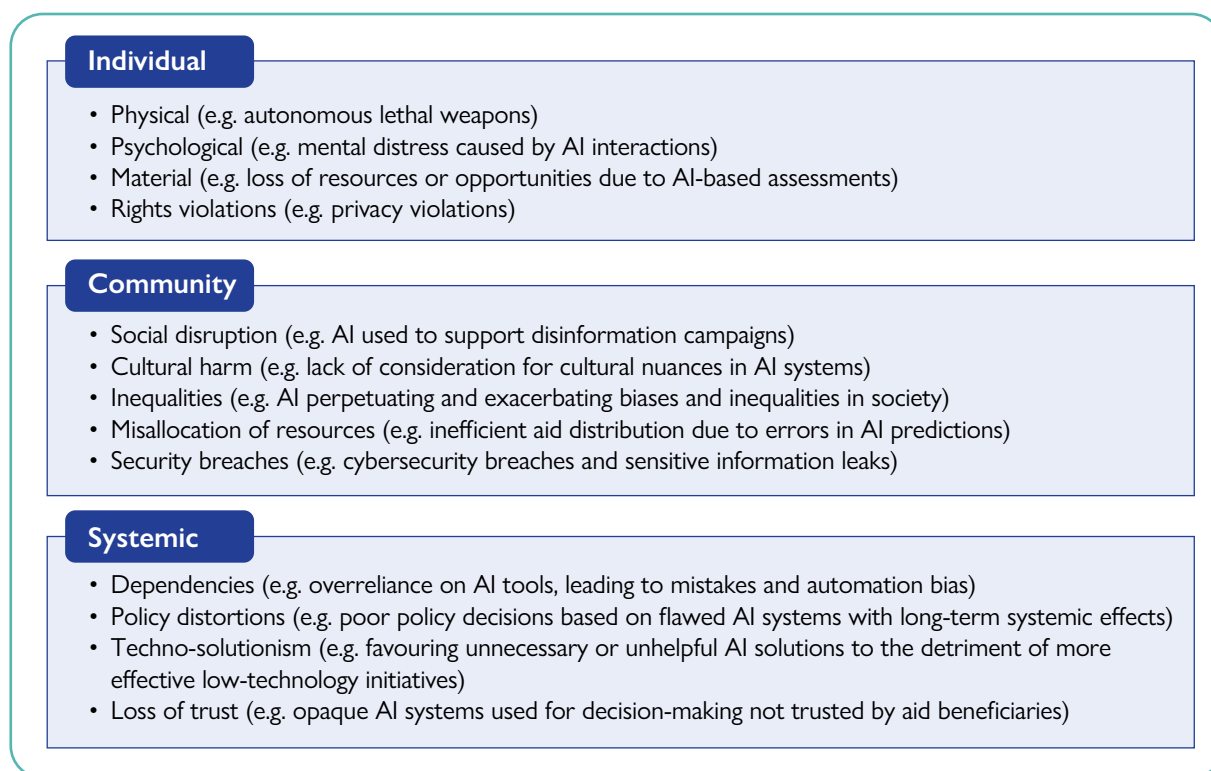 Individual
• Physical (e.g. autonomous lethal weapons)
• Psychological (e.g. mental distress caused by AI interactions)
• Material (e.g. loss of resources or opportunities due to AI-based assessments)
• Rights violations (e.g. privacy violations)
Community
• Social disruption (e.g. AI used to support disinformation campaigns)
• Cultural harm (e.g. lack of consideration for cultural nuances in AI systems)
• Inequalities (e.g. AI perpetuating and exacerbating biases and inequalities in society)
• Misallocation of resources (e.g. inefficient aid distribution due to errors in AI predictions)
• Security breaches (e.g. cybersecurity breaches and sensitive information leaks)
Systemic
• Dependencies (e.g. overreliance on AI tools, leading to mistakes and automation bias)
• Policy distortions (e.g. poor policy decisions based on flawed AI systems with long-term systemic effects)
• Techno-solutionism (e.g. favouring unnecessary or unhelpful AI solutions to the detriment of more
effective low-technology initiatives)
• Loss of trust (e.g. opaque AI systems used for decision-making not trusted by aid beneficiaries)